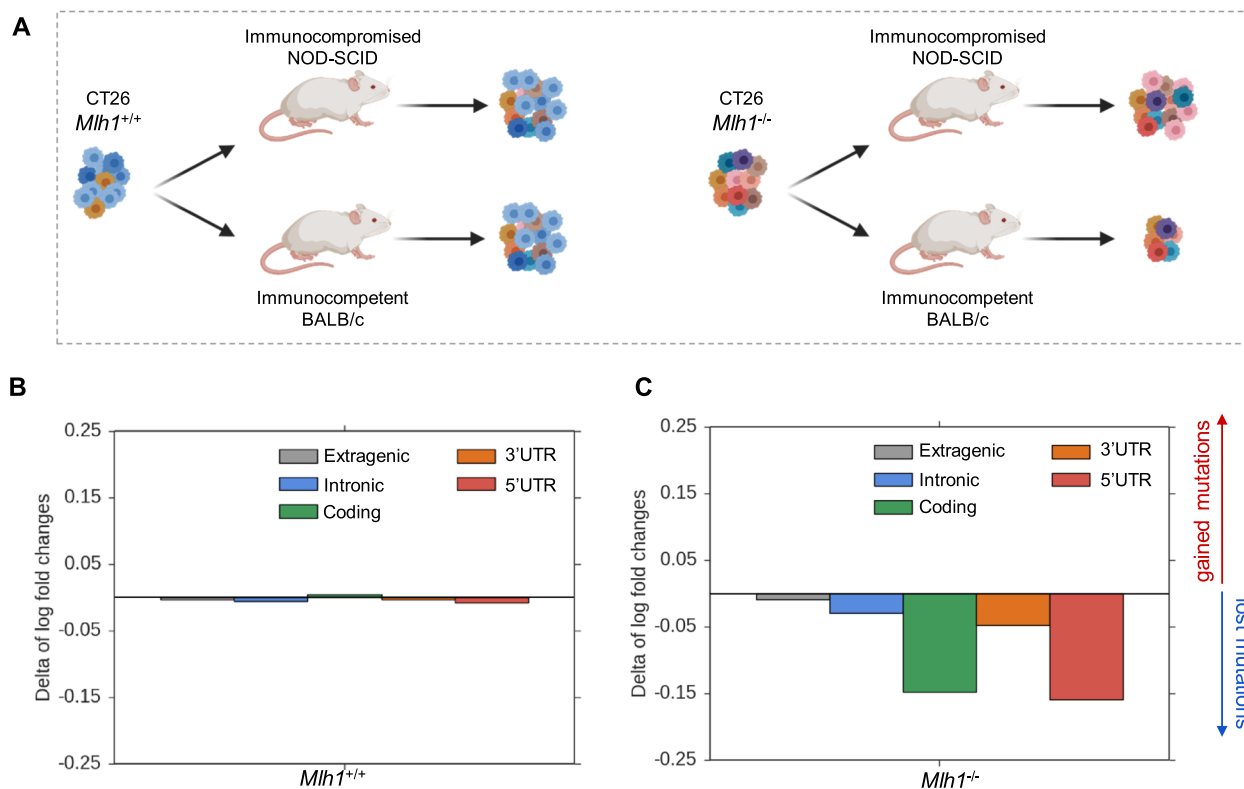 A
Immunocompromised
NOD-SCID
CT26
Mlh1+/+
Immunocompetent
BALB/c
Immunocompromised
NOD-SCID
CT26
Mlh1-/-
Immunocompetent
BALB/c
B
Delta of log fold changes
0.25
0.15
0.05
-0.05
-0.15
-0.25
Extragenic
Intronic
Coding
3'UTR
5'UTR
Mlh1+/+
C
Delta of log fold changes
0.25
0.15
0.05
-0.05
-0.15
-0.25
Extragenic
Intronic
Coding
3'UTR
5'UTR
Mlh1-/-
gained mutations
lost mutations